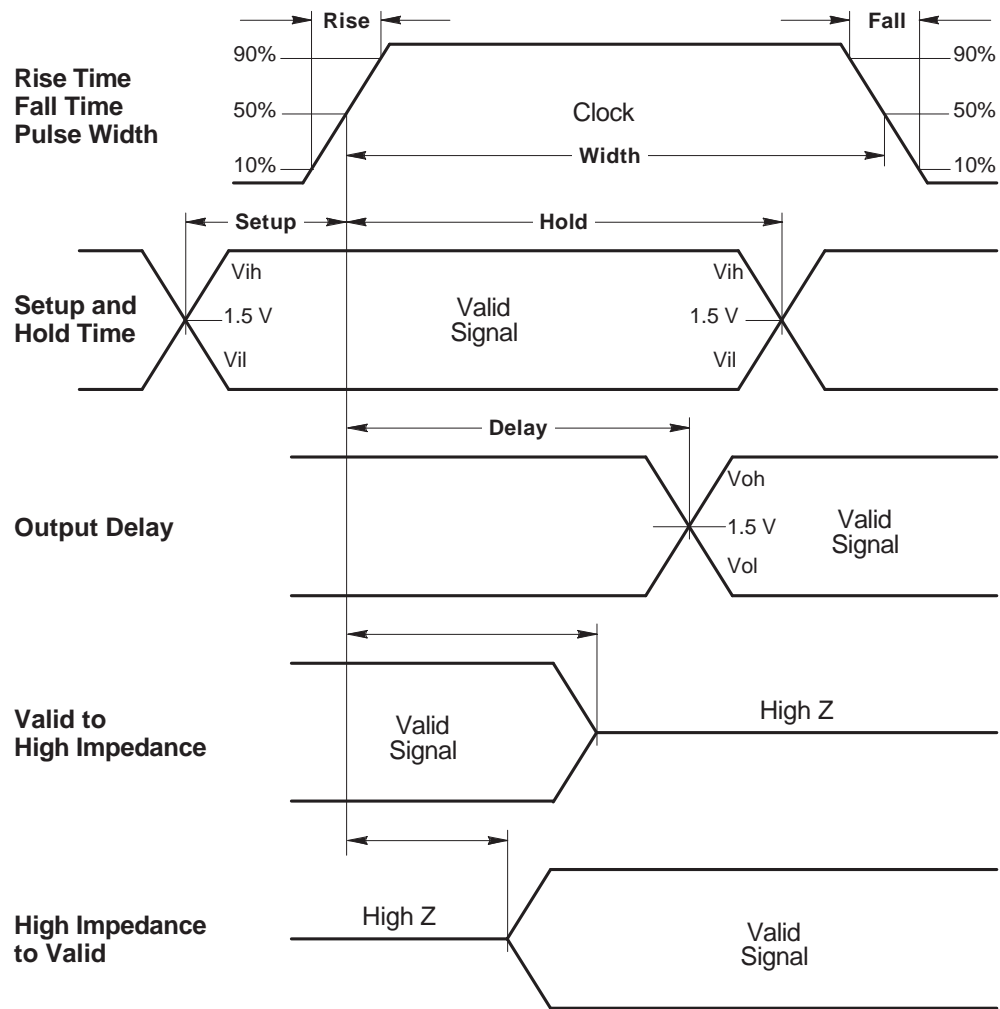 Rise
Fall
90%
90%
Rise Time
Fall Time
Pulse Width
50%
Clock
50%
10%
Width
10%
Setup
Hold
Vih
Vih
Setup and
Hold Time
1.5 V
Valid
Signal
1.5 V
Vil
Vil
Delay
Voh
Output Delay
1.5 V
Valid
Signal
Vol
Valid to
High Impedance
Valid
Signal
High Z
High Impedance
to Valid
High Z
Valid
Signal